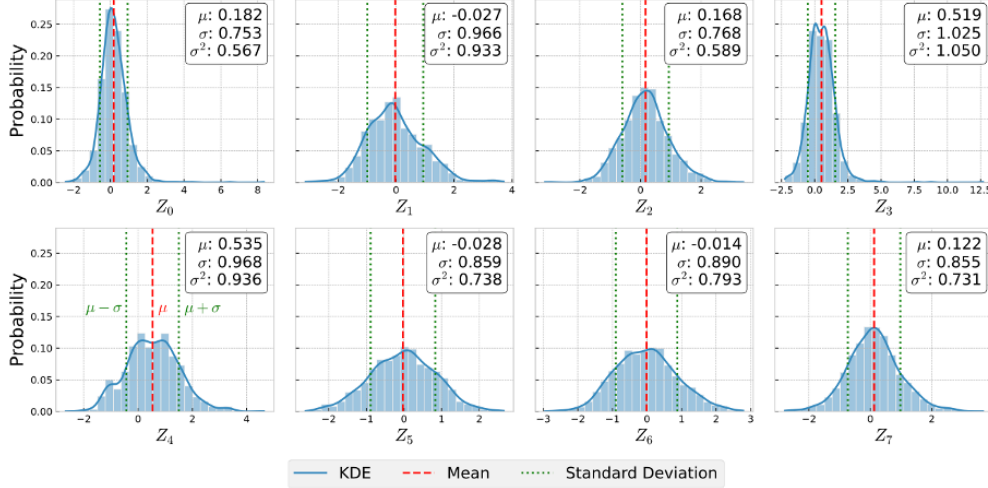 μ: 0.182
σ: 0.753
σ²: 0.567
μ: -0.027
σ: 0.966
σ²: 0.933
μ: 0.168
σ: 0.768
σ²: 0.589
μ: 0.519
σ: 1.025
σ²: 1.050
Probability
0.25
0.20
0.15
0.10
0.05
0.00
−2 0 2 4 6 8
−2 0 2 4
0 2
−2.5 0.0 2.5 5.0 7.5 10.0 12.5
Z₀ Z₁ Z₂ Z₃
μ: 0.535
σ: 0.968
σ²: 0.936
μ: -0.028
σ: 0.859
σ²: 0.738
μ: -0.014
σ: 0.890
σ²: 0.793
μ: 0.122
σ: 0.855
σ²: 0.731
μ − σ μ μ + σ
Probability
0.25
0.20
0.15
0.10
0.05
0.00
−2 0 2 4
−2 −1 0 1 2
−3 −2 −1 0 1 2 3
−2 0 2
Z₄ Z₅ Z₆ Z₇
KDE Mean Standard Deviation